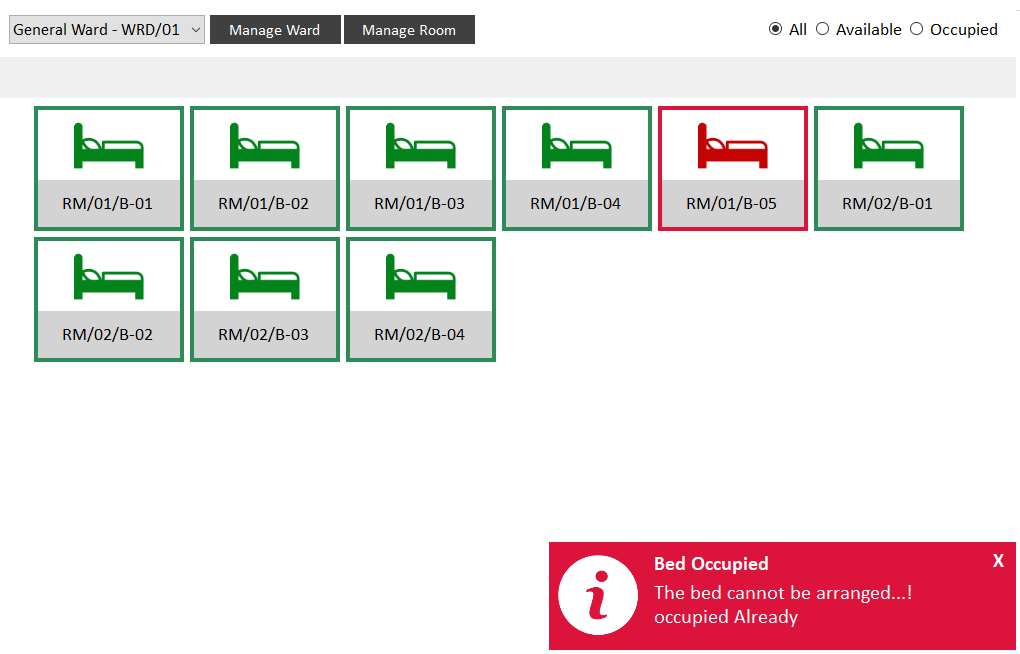 General Ward - WRD/01
Manage Ward
Manage Room
All
Available
Occupied
RM/01/B-01
RM/01/B-02
RM/01/B-03
RM/01/B-04
RM/01/B-05
RM/02/B-01
RM/02/B-02
RM/02/B-03
RM/02/B-04
Bed Occupied
X
The bed cannot be arranged...!
occupied Already